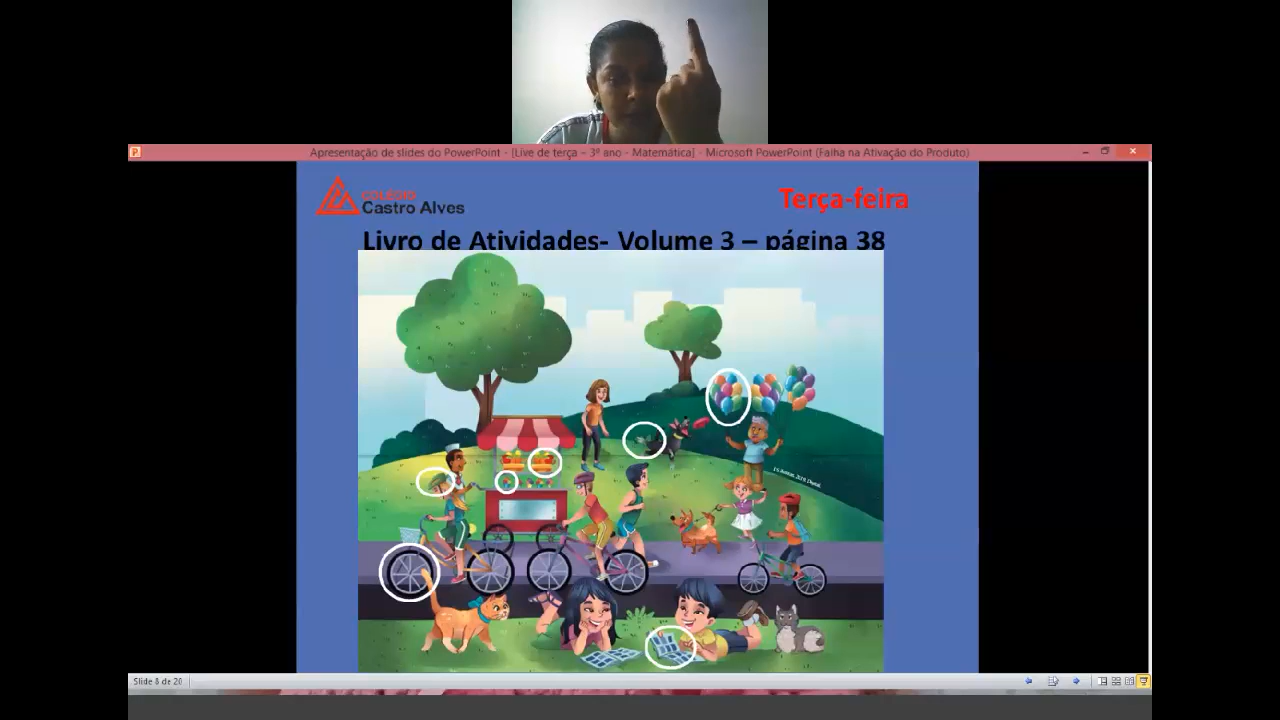 Apresentação de slides do PowerPoint - [Live de terça – 3º ano - Matemática] - Microsoft PowerPoint (Falha na Ativação do Produto)
COLÉGIO
Castro Alves
Terça-feira
Livro de Atividades- Volume 3 – página 38
Slide 8 de 20